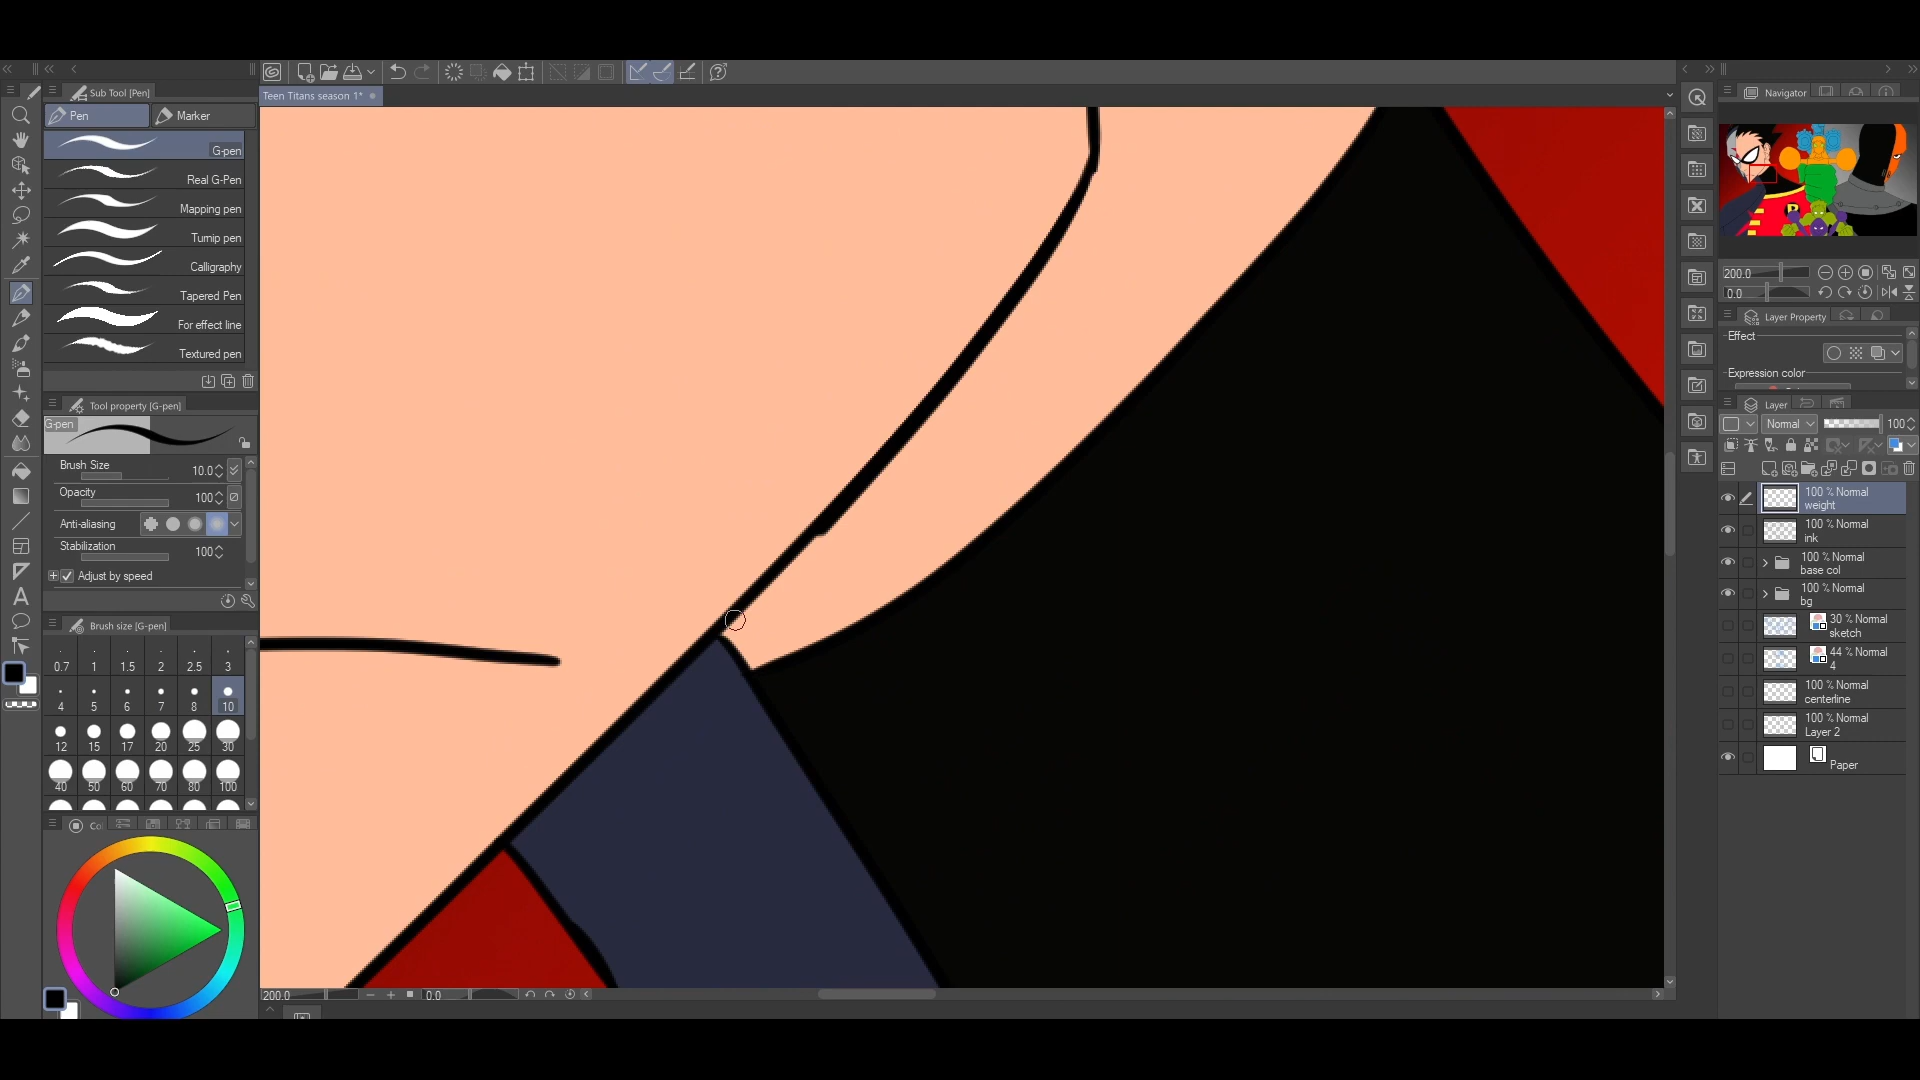 Sub Tool [Pen]
Pen
Marker
G-pen
Real G-Pen
Mapping pen
Turnip pen
Calligraphy
Tapered Pen
For effect line
Textured pen
Tool property [G-pen]
G-pen
Brush Size
10.0
Opacity
100
Anti-aliasing
Stabilization
100
Adjust by speed
Brush size [G-pen]
0.7 1 1.5 2 2.5 3
4 5 6 7 8 10
12 15 17 20 25 30
40 50 60 70 80 100
Co
Teen Titans season 1*
200.0
0.0
Navigator
R
200.0
0.0
Layer Property
Effect
Expression color
Layer
Normal
100
100 % Normal
weight
100 % Normal
ink
100 % Normal
base col
100 % Normal
bg
30 % Normal
sketch
44 % Normal
4
100 % Normal
centerline
100 % Normal
Layer 2
Paper